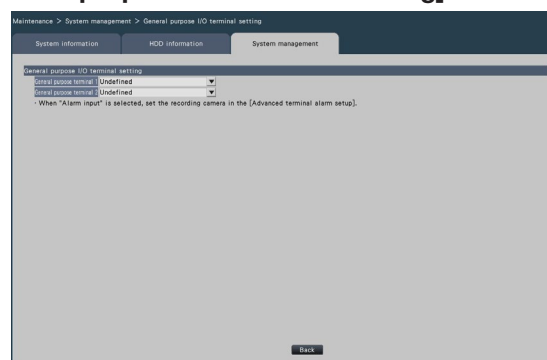 Maintenance > System management > General purpose I/O terminal setting
System information HDD information System management
General purpose I/O terminal setting
General purpose terminal 1 Undefined
General purpose terminal 2 Undefined
· When "Alarm input" is selected, set the recording camera in the [Advanced terminal alarm setup].
Back